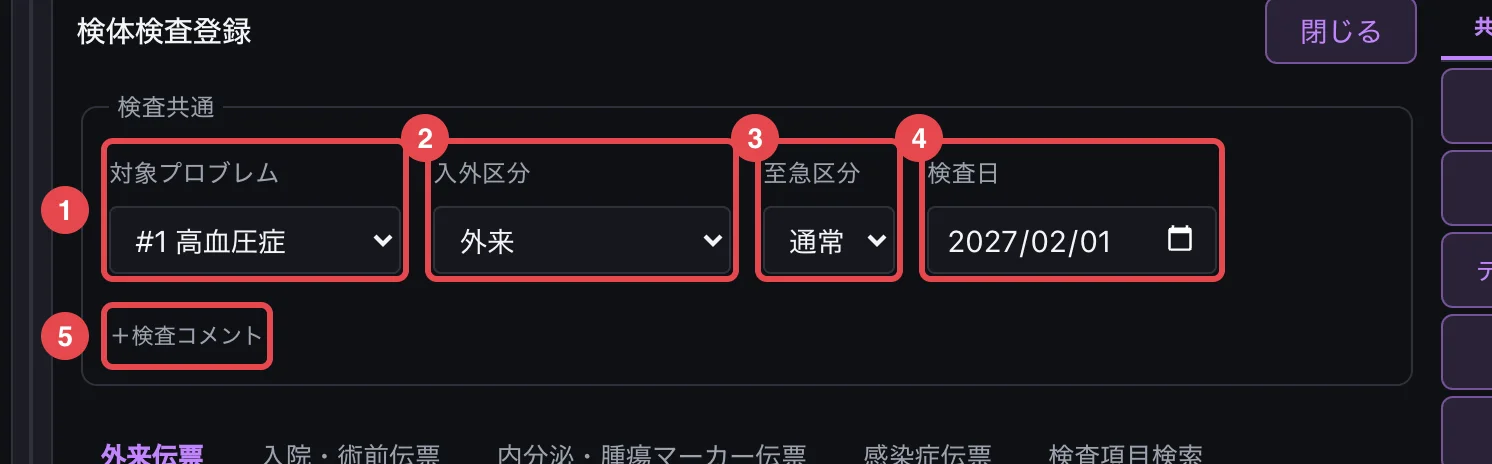 検体検査登録
閉じる
共
検査共通
1
2
3
4
対象プロブレム
入外区分
至急区分
検査日
#1 高血圧症
外来
通常
2027/02/01
テ
5
＋検査コメント
外来伝票
入院・術前伝票
内分泌・腫瘍マーカー伝票
感染症伝票
検査項目検索